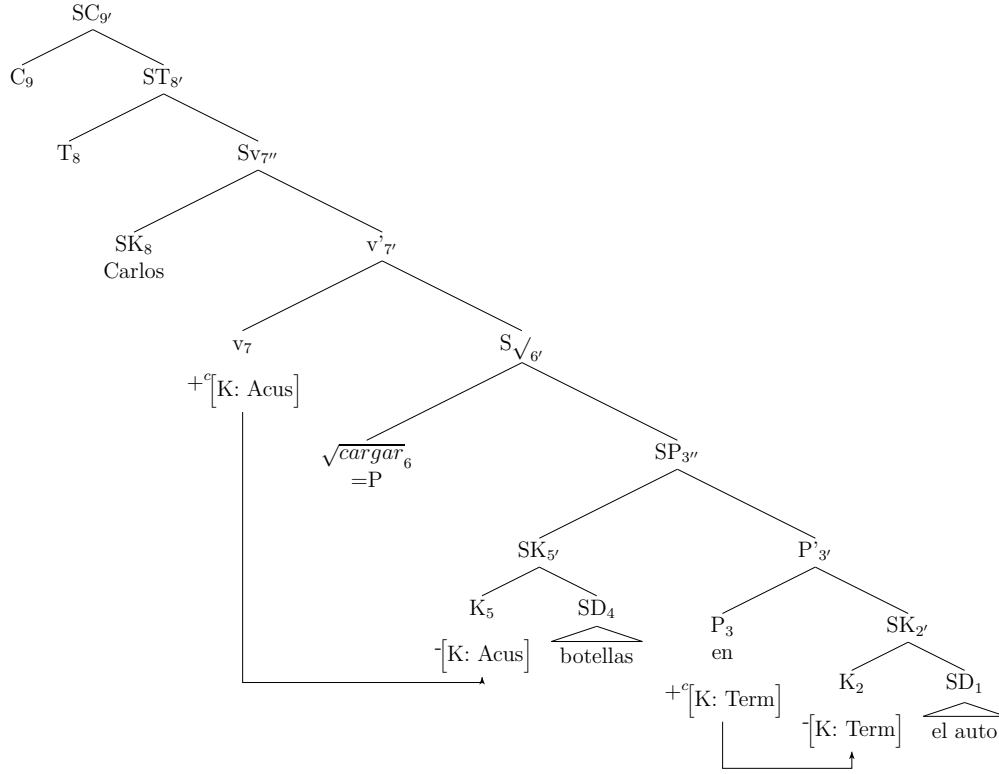 SC₉′
C₉ ST₈′
T₈ Sv₇″
SK₈ v'₇′
Carlos
v₇ S√₆′
+ᶜ[K: Acus]
√cargar₆ SP₃″
=P
SK₅′ P'₃′
K₅ SD₄ P₃ SK₂′
-[K: Acus] botellas en
K₂ SD₁
+ᶜ[K: Term]
-[K: Term] el auto